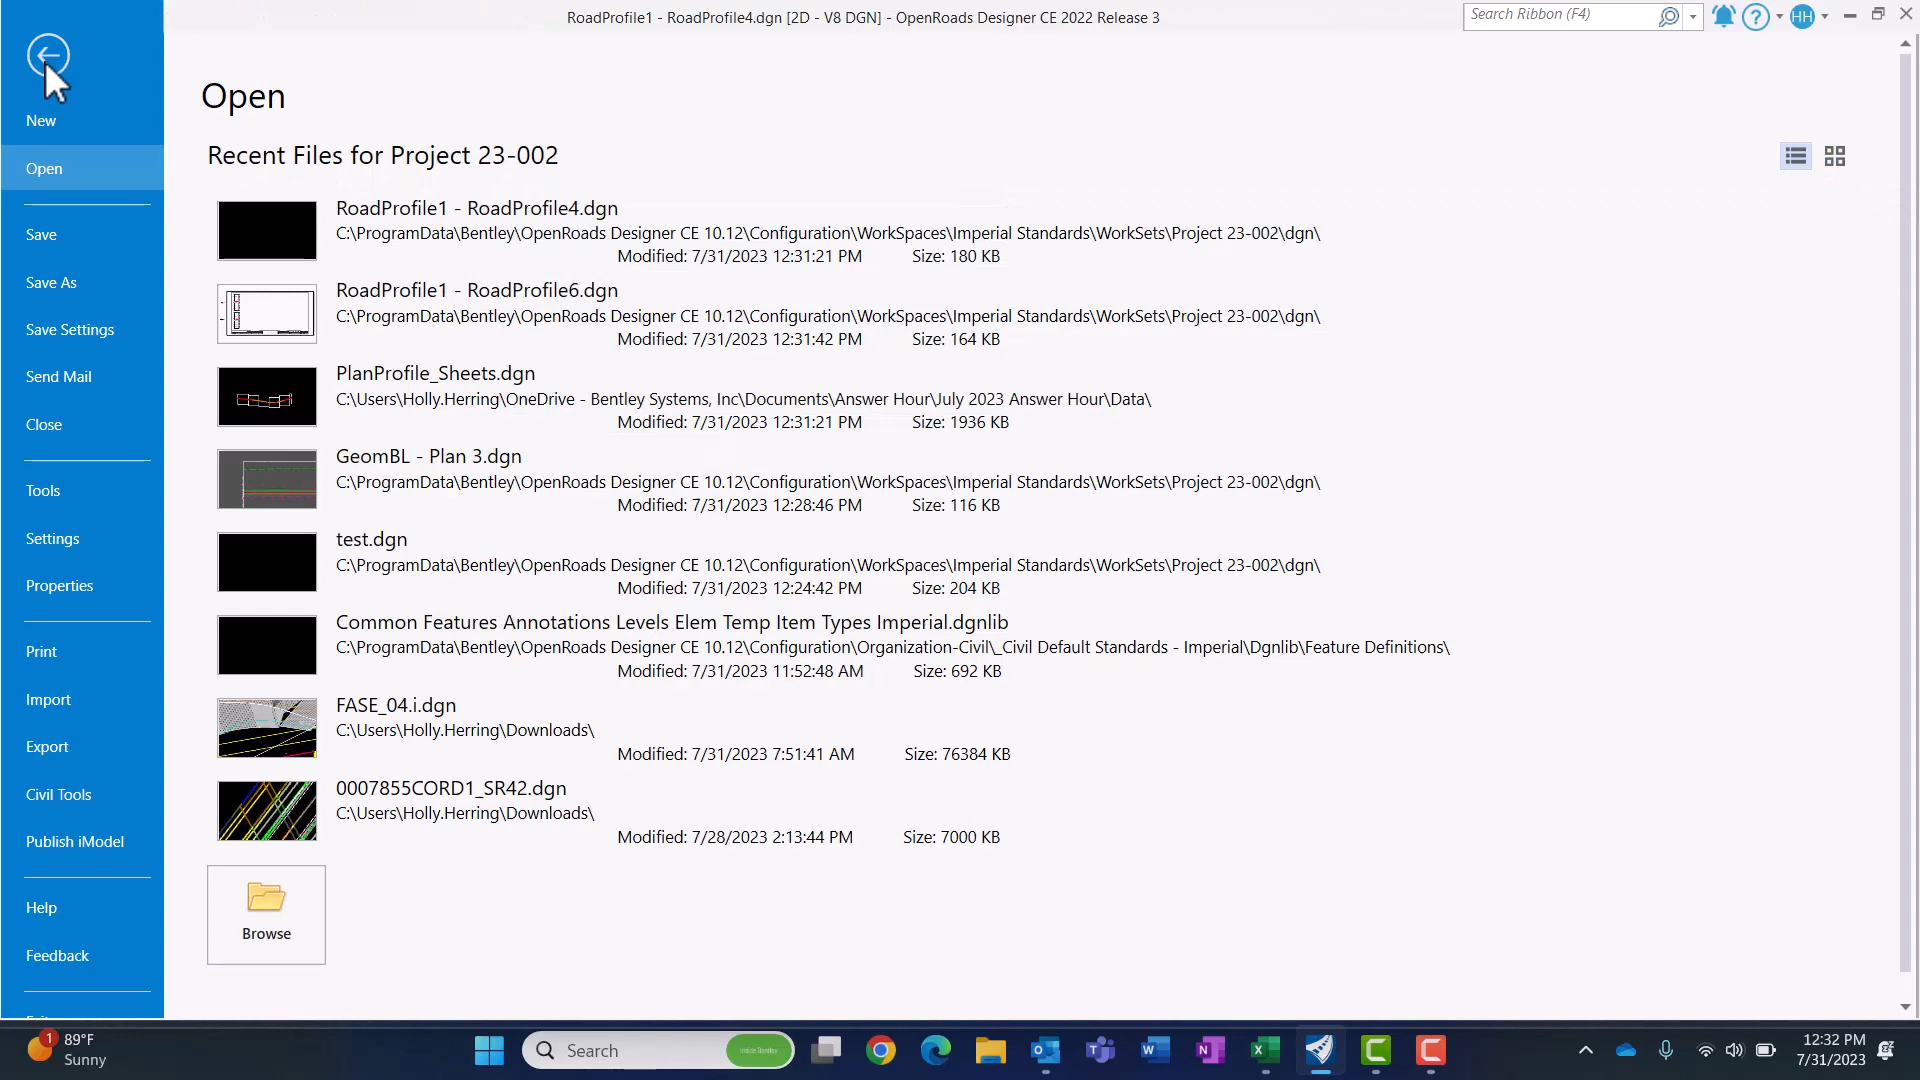 RoadProfile1 - RoadProfile4.dgn [2D - V8 DGN] - OpenRoads Designer CE 2022 Release 3
Search Ribbon (F4)
HH
New
Open
Save
Save As
Save Settings
Send Mail
Close
Tools
Settings
Properties
Print
Import
Export
Civil Tools
Publish iModel
Help
Feedback
Open
Recent Files for Project 23-002
RoadProfile1 - RoadProfile4.dgn
C:\ProgramData\Bentley\OpenRoads Designer CE 10.12\Configuration\WorkSpaces\Imperial Standards\WorkSets\Project 23-002\dgn\
Modified: 7/31/2023 12:31:21 PM Size: 180 KB
RoadProfile1 - RoadProfile6.dgn
C:\ProgramData\Bentley\OpenRoads Designer CE 10.12\Configuration\WorkSpaces\Imperial Standards\WorkSets\Project 23-002\dgn\
Modified: 7/31/2023 12:31:42 PM Size: 164 KB
PlanProfile_Sheets.dgn
C:\Users\Holly.Herring\OneDrive - Bentley Systems, Inc\Documents\Answer Hour\July 2023 Answer Hour\Data\
Modified: 7/31/2023 12:31:21 PM Size: 1936 KB
GeomBL - Plan 3.dgn
C:\ProgramData\Bentley\OpenRoads Designer CE 10.12\Configuration\WorkSpaces\Imperial Standards\WorkSets\Project 23-002\dgn\
Modified: 7/31/2023 12:28:46 PM Size: 116 KB
test.dgn
C:\ProgramData\Bentley\OpenRoads Designer CE 10.12\Configuration\WorkSpaces\Imperial Standards\WorkSets\Project 23-002\dgn\
Modified: 7/31/2023 12:24:42 PM Size: 204 KB
Common Features Annotations Levels Elem Temp Item Types Imperial.dgnlib
C:\ProgramData\Bentley\OpenRoads Designer CE 10.12\Configuration\Organization-Civil\_Civil Default Standards - Imperial\Dgnlib\Feature Definitions\
Modified: 7/31/2023 11:52:48 AM Size: 692 KB
FASE_04.i.dgn
C:\Users\Holly.Herring\Downloads\
Modified: 7/31/2023 7:51:41 AM Size: 76384 KB
0007855CORD1_SR42.dgn
C:\Users\Holly.Herring\Downloads\
Modified: 7/28/2023 2:13:44 PM Size: 7000 KB
Browse
1
89°F
Sunny
Search
12:32 PM
7/31/2023